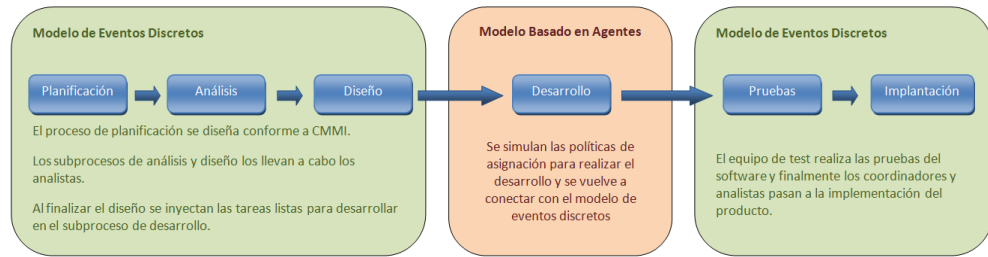 Modelo de Eventos Discretos
Planificación
Análisis
Diseño
El proceso de planificación se diseña conforme a CMMI.
Los subprocesos de análisis y diseño los llevan a cabo los
analistas.
Al finalizar el diseño se inyectan las tareas listas para desarrollar
en el subproceso de desarrollo.
Modelo Basado en Agentes
Desarrollo
Se simulan las políticas de
asignación para realizar el
desarrollo y se vuelve a
conectar con el modelo de
eventos discretos
Modelo de Eventos Discretos
Pruebas
Implantación
El equipo de test realiza las pruebas del
software y finalmente los coordinadores y
analistas pasan a la implementación del
producto.